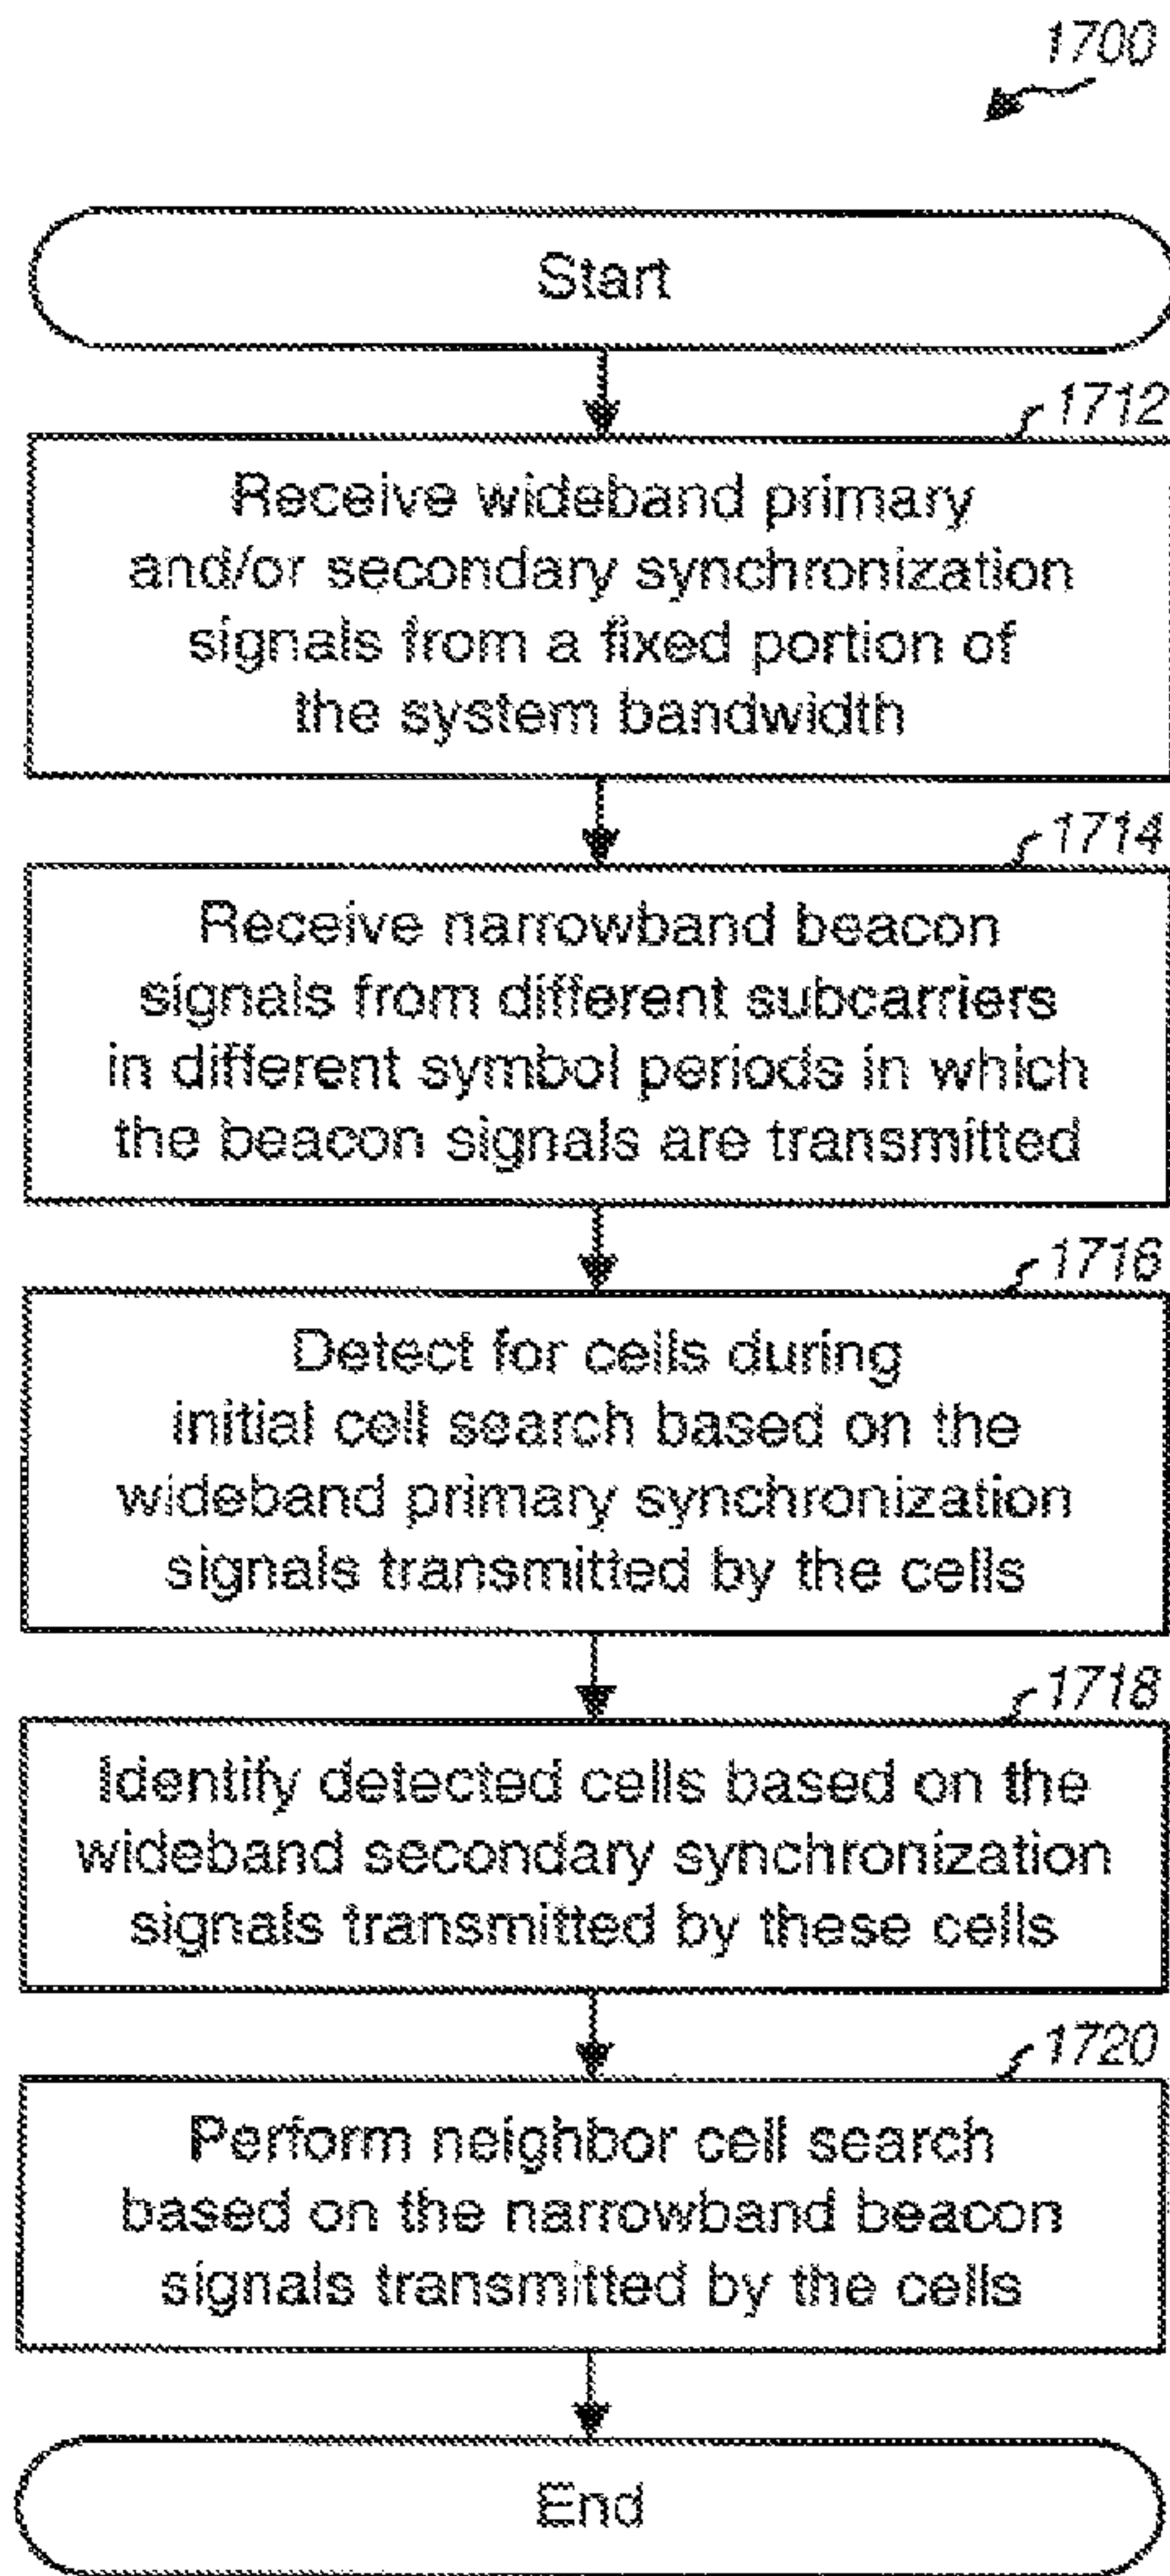 1700
Start
1712
Receive wideband primary
and/or secondary synchronization
signals from a fixed portion of
the system bandwidth
1714
Receive narrowband beacon
signals from different subcarriers
in different symbol periods in which
the beacon signals are transmitted
1716
Detect for cells during
initial cell search based on the
wideband primary synchronization
signals transmitted by the cells
1718
Identify detected cells based on the
wideband secondary synchronization
signals transmitted by these cells
1720
Perform neighbor cell search
based on the narrowband beacon
signals transmitted by the cells
End